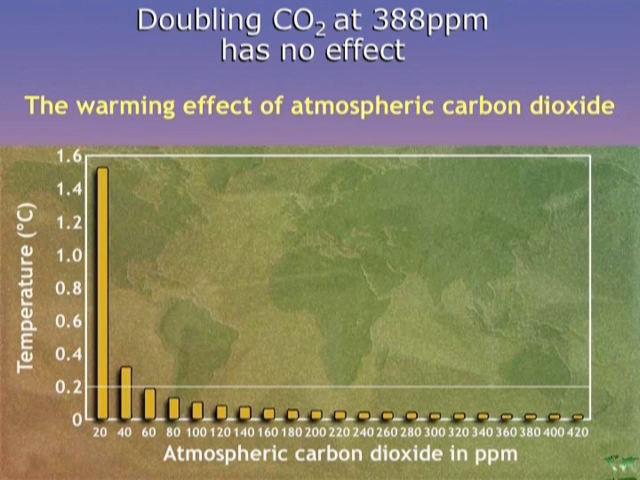 Doubling CO₂ at 388ppm
has no effect
The warming effect of atmospheric carbon dioxide
Temperature (°C)
1.6
1.4
1.2
1.0
0.8
0.6
0.4
0.2
0
20 40 60 80 100 120 140 160 180 200 220 240 260 280 300 320 340 360 380 400 420
Atmospheric carbon dioxide in ppm